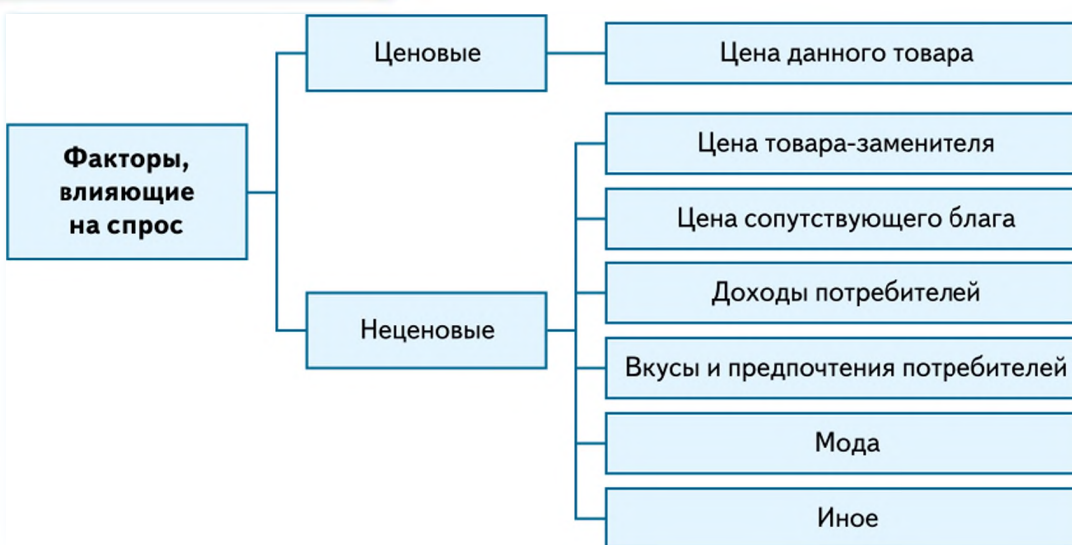 Факторы,
влияющие
на спрос
Ценовые
Цена данного товара
Неценовые
Цена товара-заменителя
Цена сопутствующего блага
Доходы потребителей
Вкусы и предпочтения потребителей
Мода
Иное